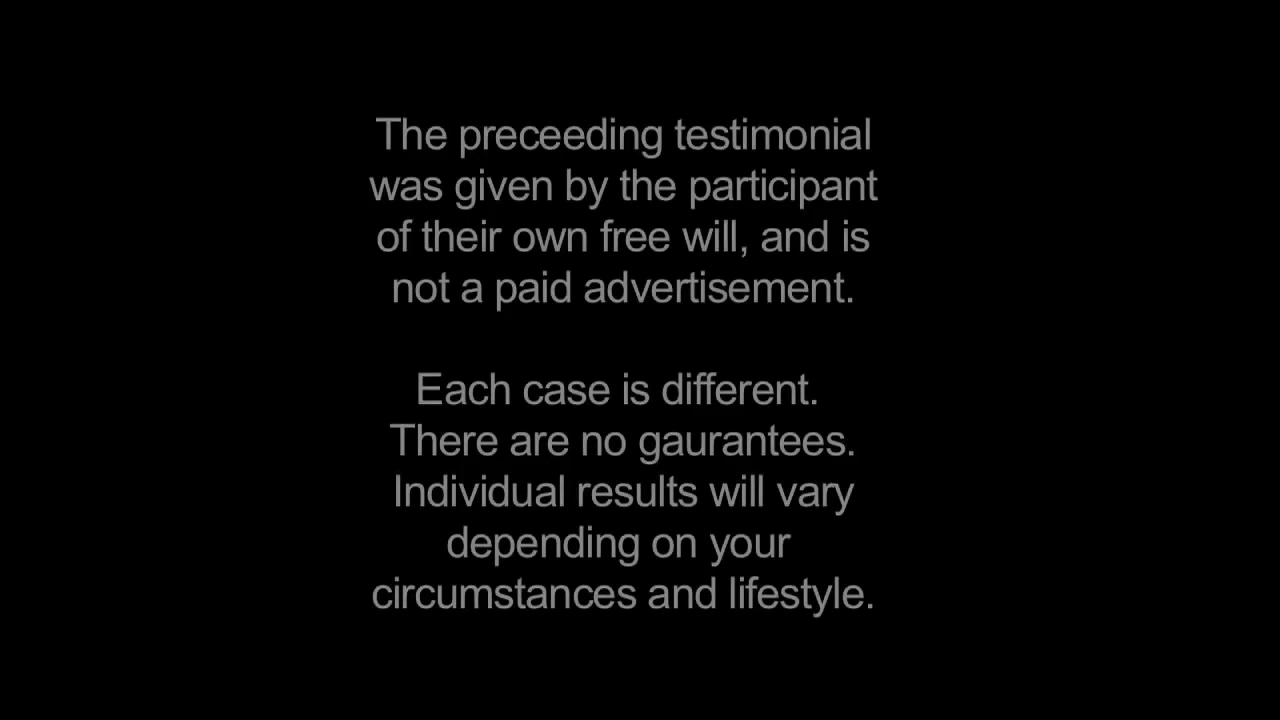 The preceeding testimonial
was given by the participant
of their own free will, and is
not a paid advertisement.
Each case is different.
There are no gaurantees.
Individual results will vary
depending on your
circumstances and lifestyle.